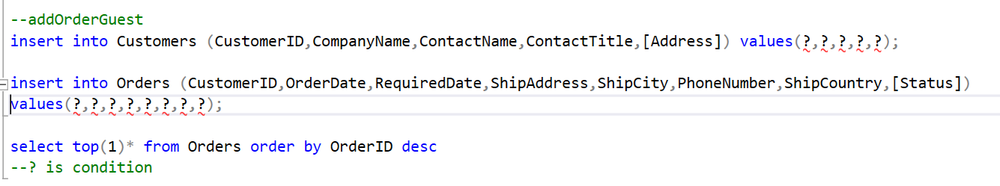 --addOrderGuest
insert into Customers (CustomerID,CompanyName,ContactName,ContactTitle,[Address]) values(?,?,?,?,?);
insert into Orders (CustomerID,OrderDate,RequiredDate,ShipAddress,ShipCity,PhoneNumber,ShipCountry,[Status])
values(?,?,?,?,?,?,?,?);
select top(1)* from Orders order by OrderID desc
--? is condition